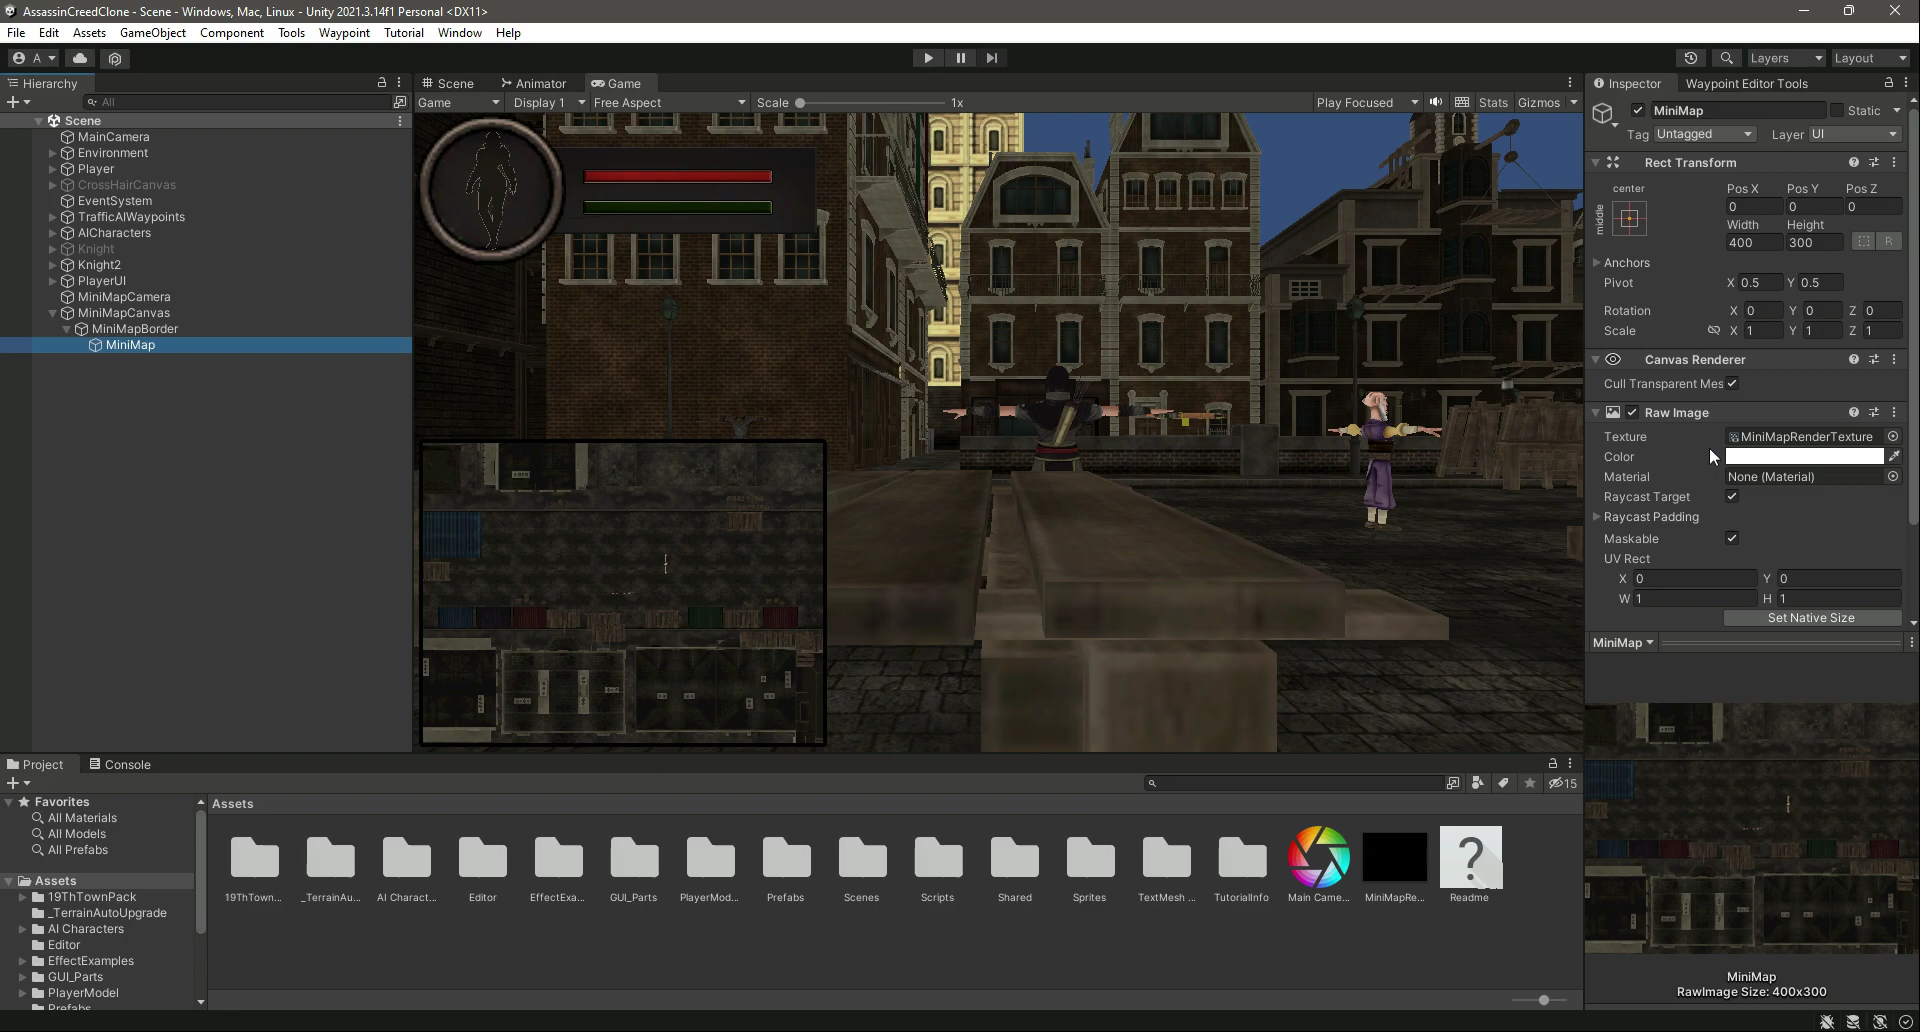 AssassinCreedClone - Scene - Windows, Mac, Linux - Unity 2021.3.14f1 Personal <DX11>
File Edit Assets GameObject Component Tools Jobs Waypoint Tutorial Window Help
A
Layers
Layout
Hierarchy
All
Scene
MainCamera
Environment
Player
CrossHairCanvas
EventSystem
TrafficAIWaypoints
AICharacters
Knight
Knight2
PlayerUI
MiniMapCamera
MiniMapCanvas
MiniMapBorder
MiniMap
Scene Animator Game
Game Display 1 Free Aspect Scale 1x Play Focused Stats Gizmos
Inspector Waypoint Editor Tools
MiniMap Static
Tag Untagged Layer UI
Rect Transform
center
middle
Pos X Pos Y Pos Z
0 0 0
Width Height
400 300 R
Anchors
Pivot X 0.5 Y 0.5
Rotation X 0 Y 0 Z 0
Scale X 1 Y 1 Z 1
Canvas Renderer
Cull Transparent Mes
Raw Image
Texture MiniMapRenderTexture
Color
Material None (Material)
Raycast Target
Raycast Padding
Maskable
UV Rect
X 0 Y 0
W 1 H 1
Set Native Size
MiniMap
MiniMap
RawImage Size: 400x300
Project Console
15
Favorites
All Materials
All Models
All Prefabs
Assets
19ThTownPack
_TerrainAutoUpgrade
AI Characters
Editor
EffectExamples
GUI_Parts
PlayerModel
Prefabs
Assets
19ThTown... _TerrainAu... AI Charact... Editor EffectExa... GUI_Parts PlayerMod... Prefabs Scenes Scripts Shared Sprites TextMesh ... TutorialInfo Main Came... MiniMapRe... Readme